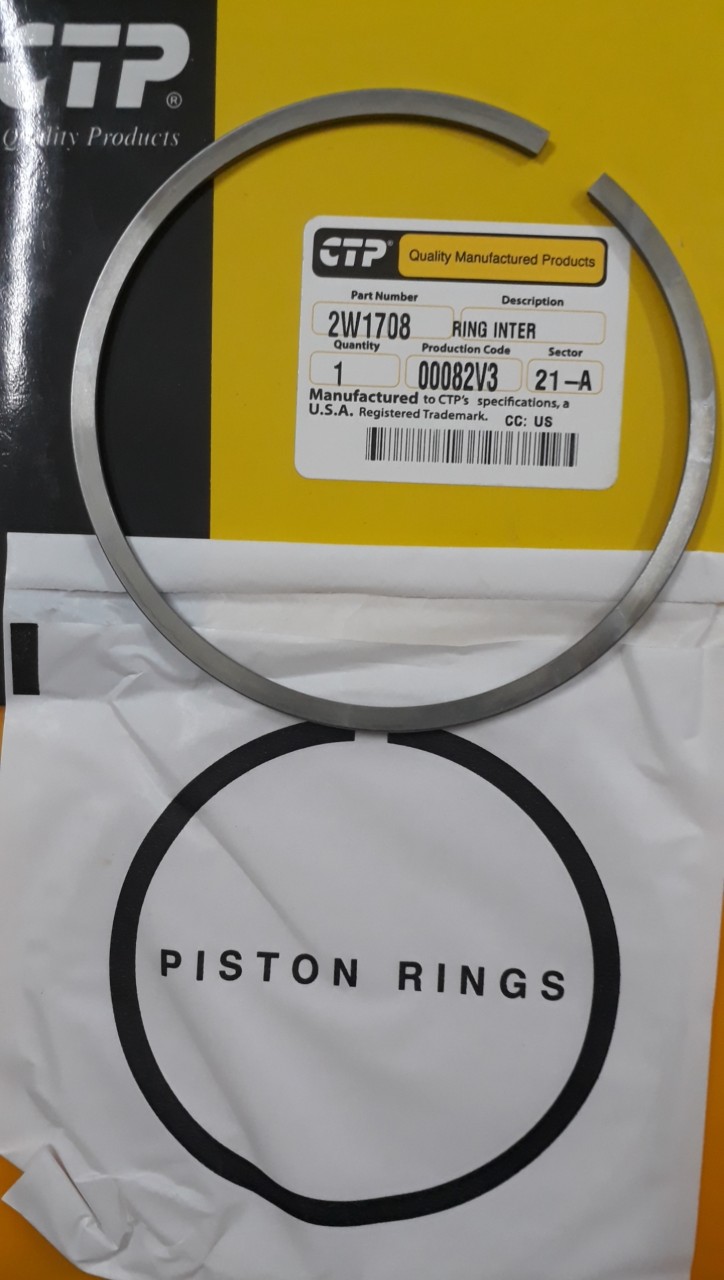 CTP®
Quality Products
CTP® Quality Manufactured Products
Part Number Description
2W1708 RING INTER
Quantity Production Code Sector
1 00082V3 21-A
Manufactured to CTP's specifications, a
U.S.A. Registered Trademark. CC: US
PISTON RINGS